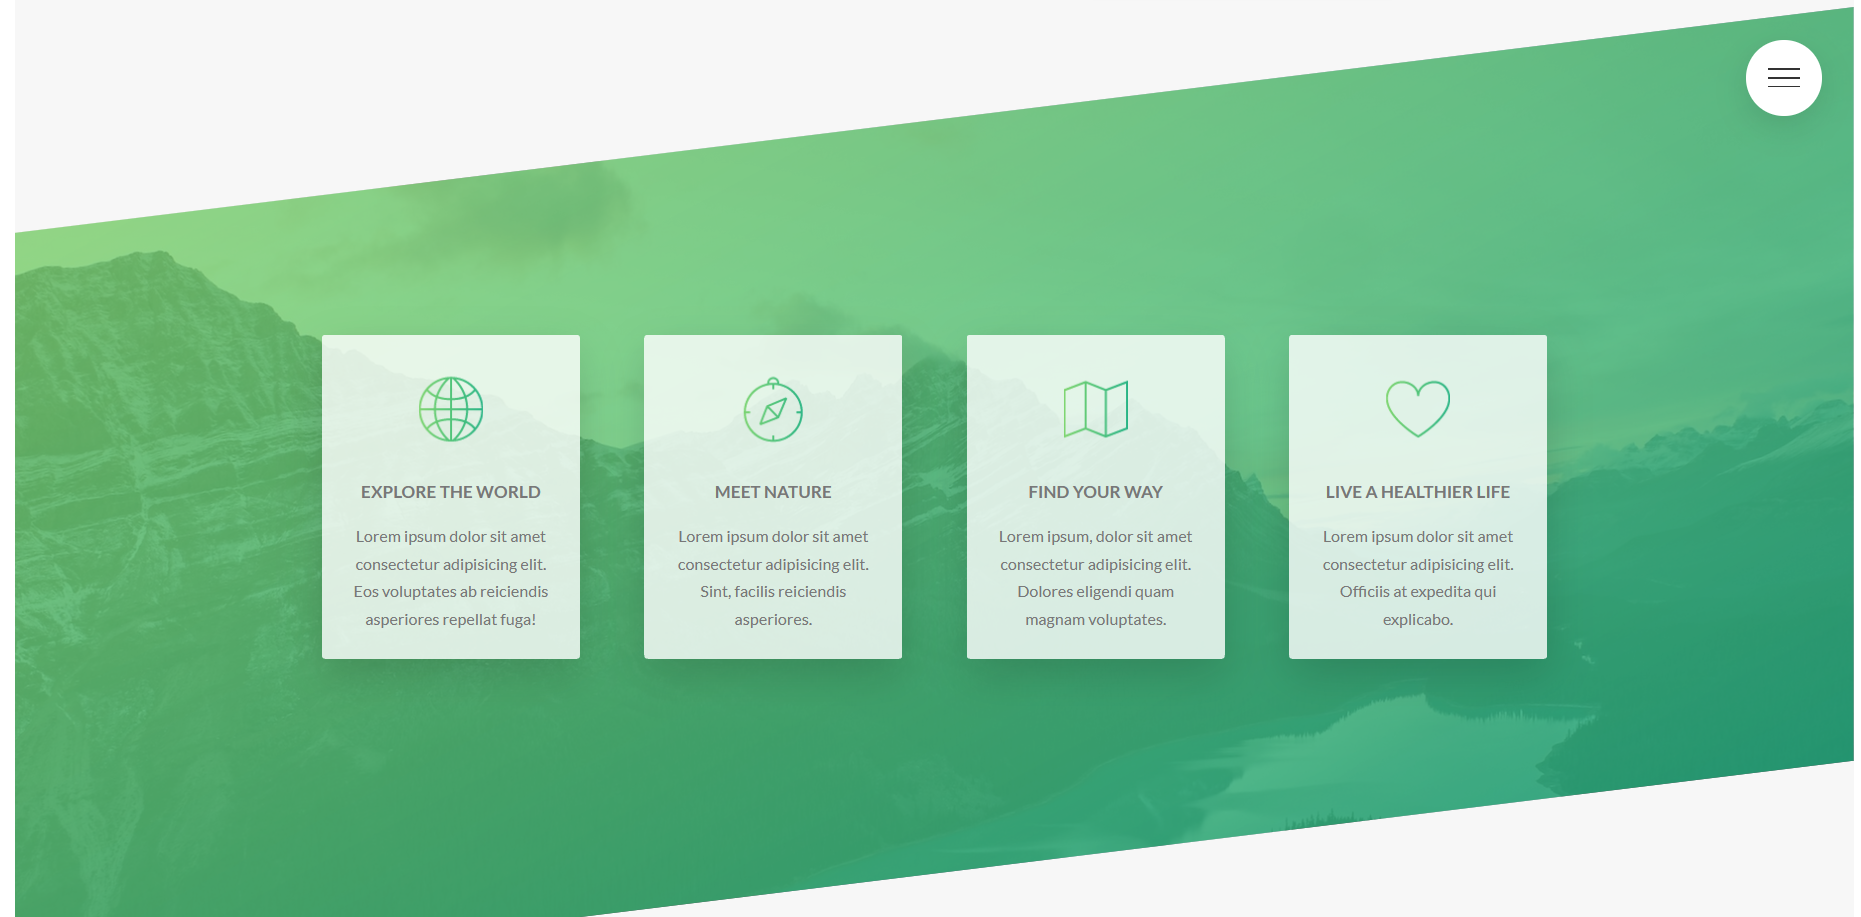 EXPLORE THE WORLD
Lorem ipsum dolor sit amet
consectetur adipisicing elit.
Eos voluptates ab reiciendis
asperiores repellat fuga!
MEET NATURE
Lorem ipsum dolor sit amet
consectetur adipisicing elit.
Sint, facilis reiciendis
asperiores.
FIND YOUR WAY
Lorem ipsum, dolor sit amet
consectetur adipisicing elit.
Dolores eligendi quam
magnam voluptates.
LIVE A HEALTHIER LIFE
Lorem ipsum dolor sit amet
consectetur adipisicing elit.
Officiis at expedita qui
explicabo.